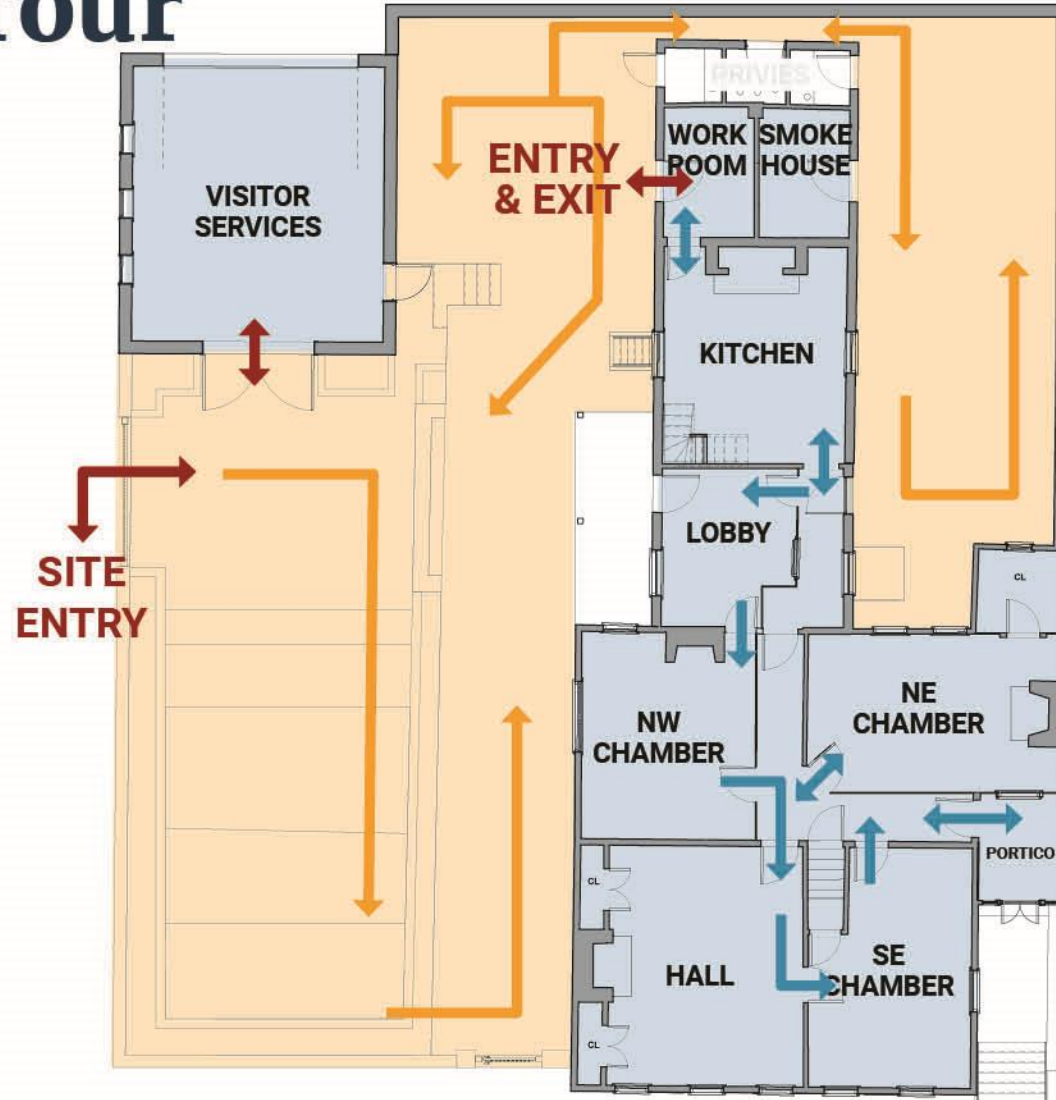 Tour
PRIVIES
WORK
ROOM
SMOKE
HOUSE
ENTRY
& EXIT
VISITOR
SERVICES
KITCHEN
LOBBY
SITE
ENTRY
CL
NW
CHAMBER
NE
CHAMBER
PORTICO
CL
HALL
SE
CHAMBER
CL